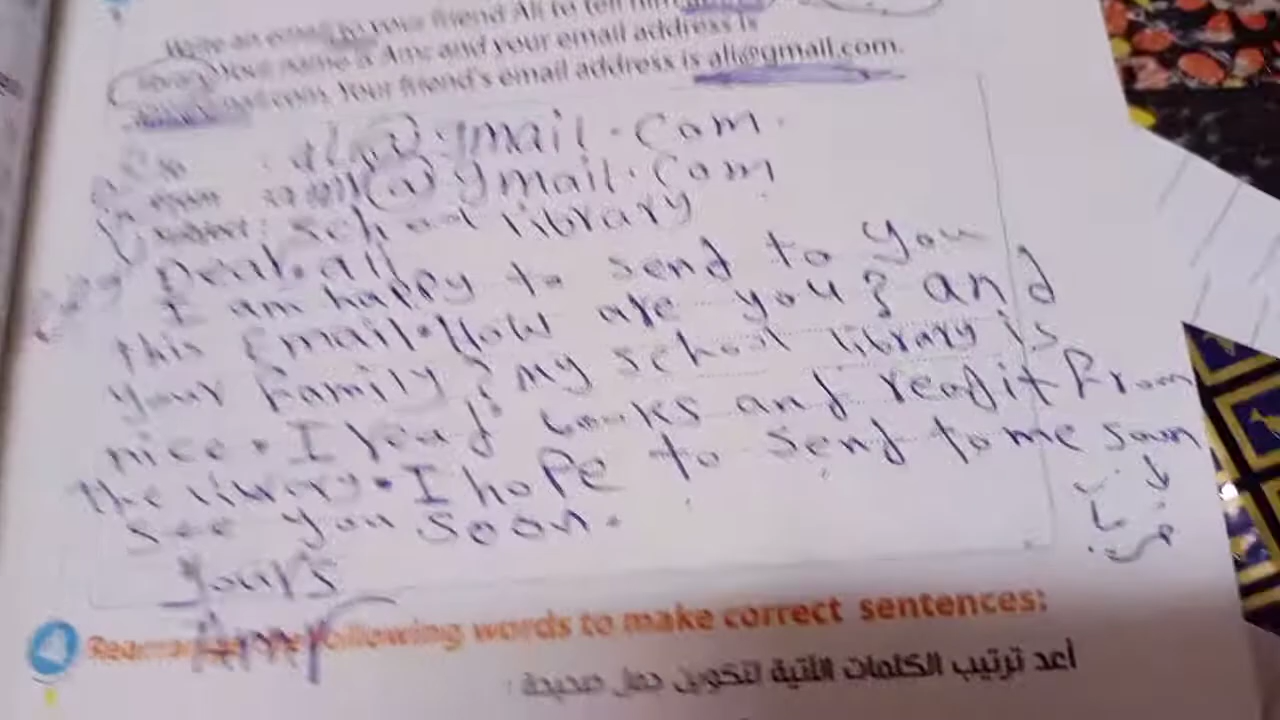 Write an email to your friend Ali to tell him
library. Your name is Amr and your email address is
Your friend's email address is ali@gmail.com.
: ali@gmail.com.
@gmail.com
subject: school library
Dear. ali
I am happy to send to you
this Email. How are you? and
your Family? my school library is
nice. I read books and read it From
the library. I hope to send to me soon
see you soon.
yours
Amr
Rearrange the following words to make correct sentences:
أعد ترتيب الكلمات الآتية لتكوين جمل صحيحة :